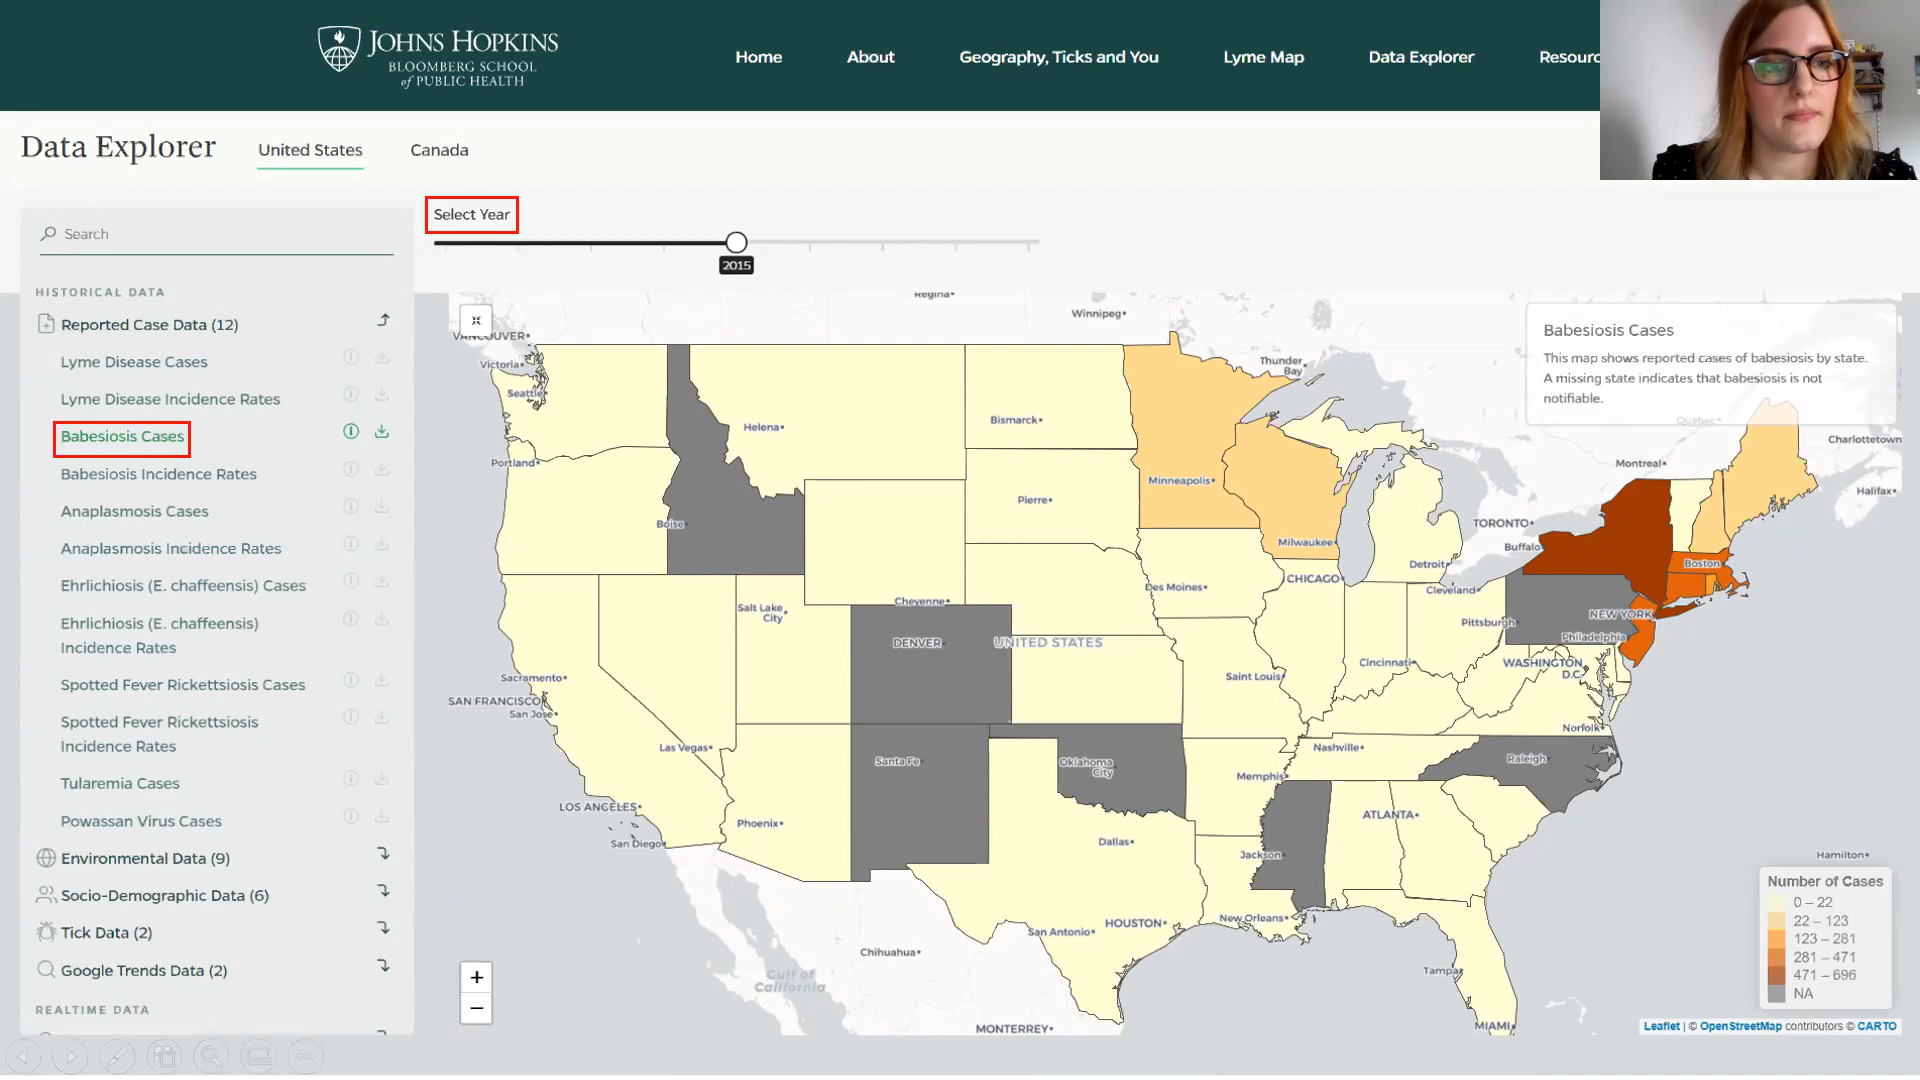 JOHNS HOPKINS
BLOOMBERG SCHOOL
of PUBLIC HEALTH
Home
About
Geography, Ticks and You
Lyme Map
Data Explorer
Resourc
Data Explorer
United States
Canada
Select Year
2015
Search
HISTORICAL DATA
Reported Case Data (12)
Lyme Disease Cases
Lyme Disease Incidence Rates
Babesiosis Cases
Babesiosis Incidence Rates
Anaplasmosis Cases
Anaplasmosis Incidence Rates
Ehrlichiosis (E. chaffeensis) Cases
Ehrlichiosis (E. chaffeensis)
Incidence Rates
Spotted Fever Rickettsiosis Cases
Spotted Fever Rickettsiosis
Incidence Rates
Tularemia Cases
Powassan Virus Cases
Environmental Data (9)
Socio-Demographic Data (6)
Tick Data (2)
Google Trends Data (2)
REALTIME DATA
Babesiosis Cases
This map shows reported cases of babesiosis by state.
A missing state indicates that babesiosis is not
notifiable.
Regina
Winnipeg
VANCOUVER
Victoria
Thunder
Bay
Seattle
Quebec
Helena
Bismarck
Charlottetown
Portland
Montreal
Minneapolis
Halifax
Pierre
Boise
TORONTO
Milwaukee
Buffalo
Boston
Detroit
CHICAGO
Des Moines
Cleveland
Cheyenne
Salt Lake
City
NEW YORK
Pittsburgh
Philadelphia
DENVER
UNITED STATES
Cincinnati
WASHINGTON
D.C.
Sacramento
Saint Louis
SAN FRANCISCO
San Jose
Norfolk
Las Vegas
Nashville
Santa Fe
Oklahoma
City
Raleigh
Memphis
LOS ANGELES
Phoenix
ATLANTA
San Diego
Dallas
Jackson
Hamilton
New Orleans
HOUSTON
San Antonio
Chihuahua
Tampa
Gulf of
California
MONTERREY
MIAMI
+
−
Number of Cases
0 – 22
22 – 123
123 – 281
281 – 471
471 – 696
NA
Leaflet | © OpenStreetMap contributors © CARTO